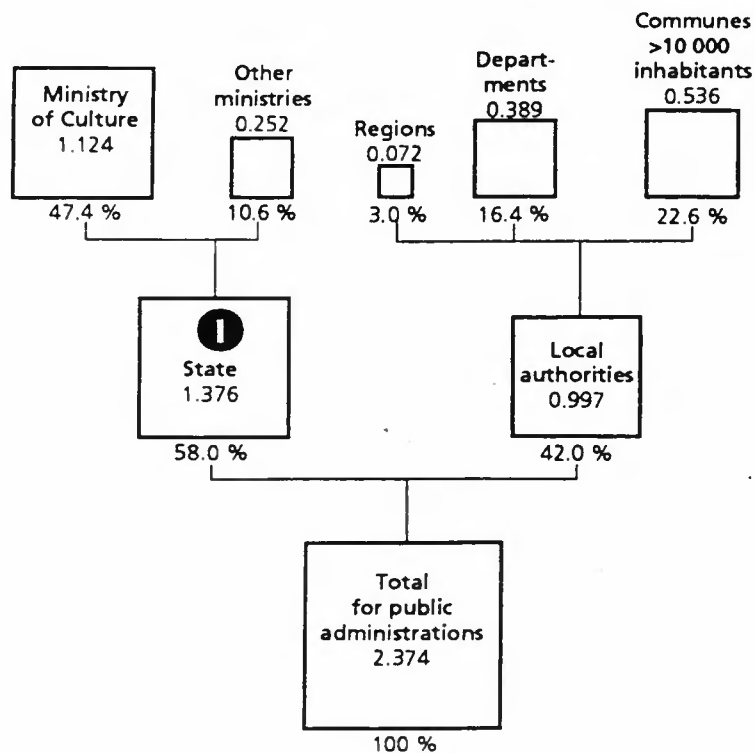 Ministry
of Culture
1.124
47.4 %
Other
ministries
0.252
10.6 %
Regions
0.072
3.0 %
Depart-
ments
0.389
16.4 %
Communes
>10 000
inhabitants
0.536
22.6 %
1
State
1.376
58.0 %
Local
authorities
0.997
42.0 %
Total
for public
administrations
2.374
100 %